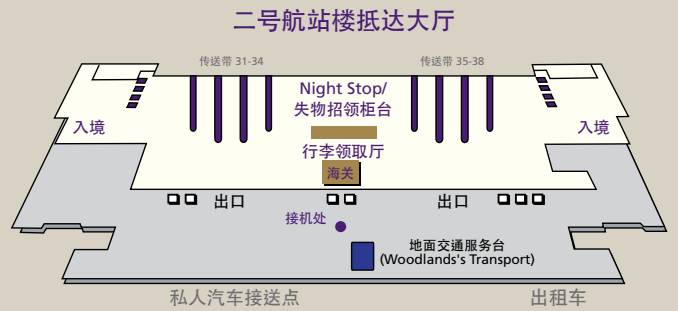 二号航站楼抵达大厅
传送带 31-34
传送带 35-38
Night Stop/
失物招领柜台
入境
入境
行李领取厅
海关
出口
出口
接机处
地面交通服务台
(Woodlands's Transport)
私人汽车接送点
出租车